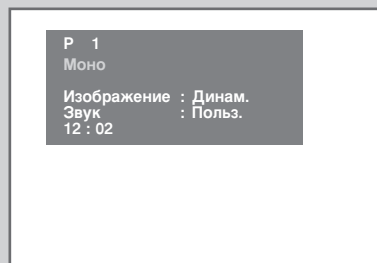 P 1
Моно
Изображение : Динам.
Звук : Польз.
12 : 02